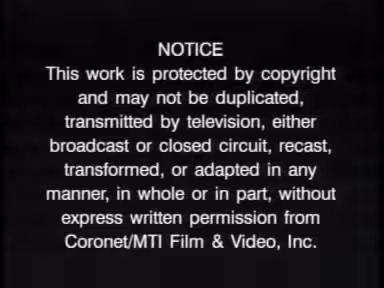 NOTICE
This work is protected by copyright
and may not be duplicated,
transmitted by television, either
broadcast or closed circuit, recast,
transformed, or adapted in any
manner, in whole or in part, without
express written permission from
Coronet/MTI Film & Video, Inc.